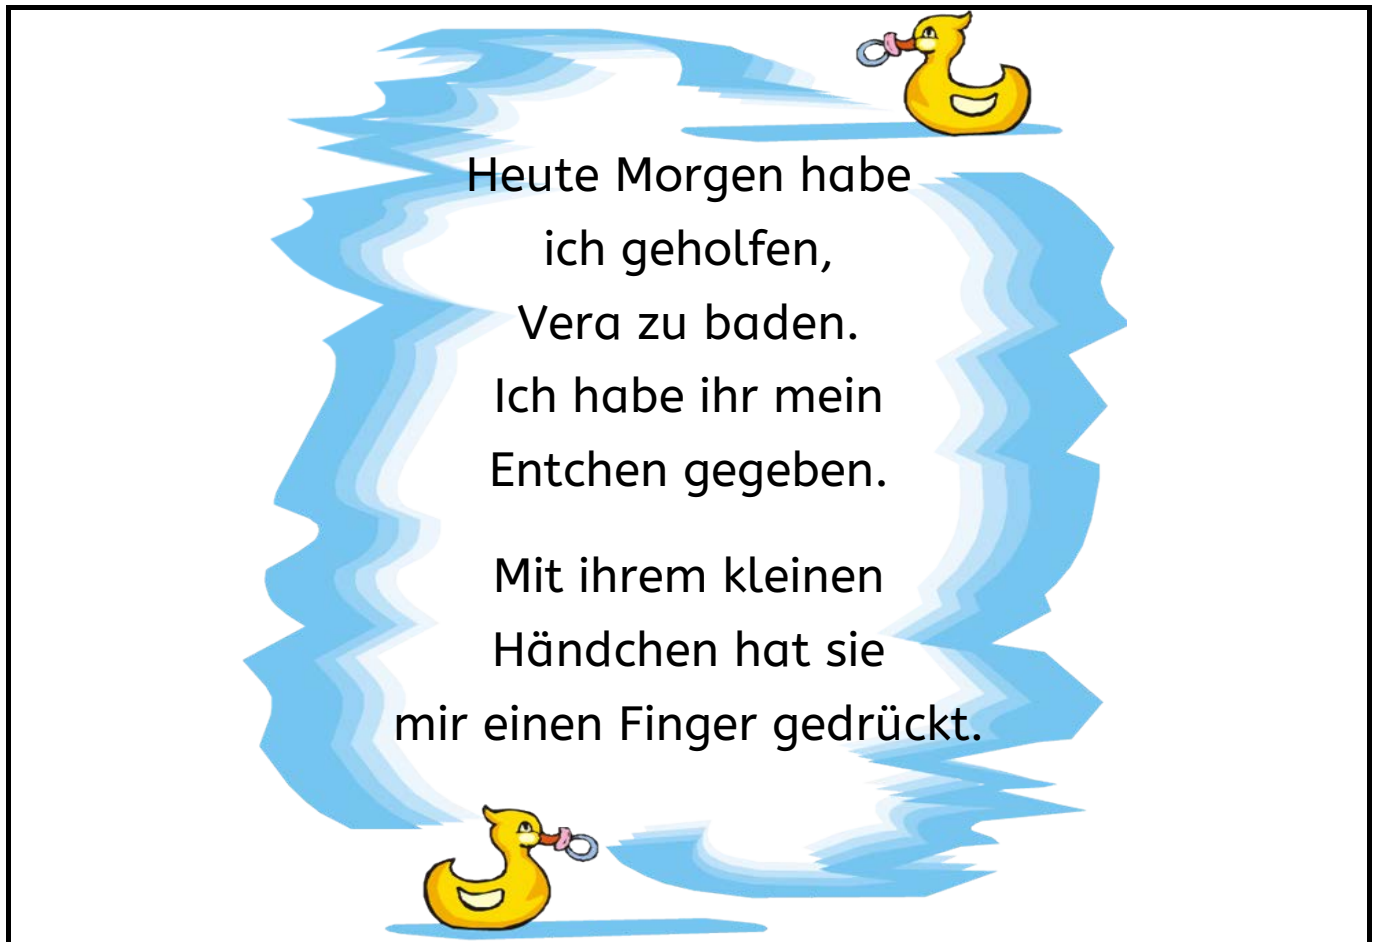 Heute Morgen habe
ich geholfen,
Vera zu baden.
Ich habe ihr mein
Entchen gegeben.
Mit ihrem kleinen
Händchen hat sie
mir einen Finger gedrückt.